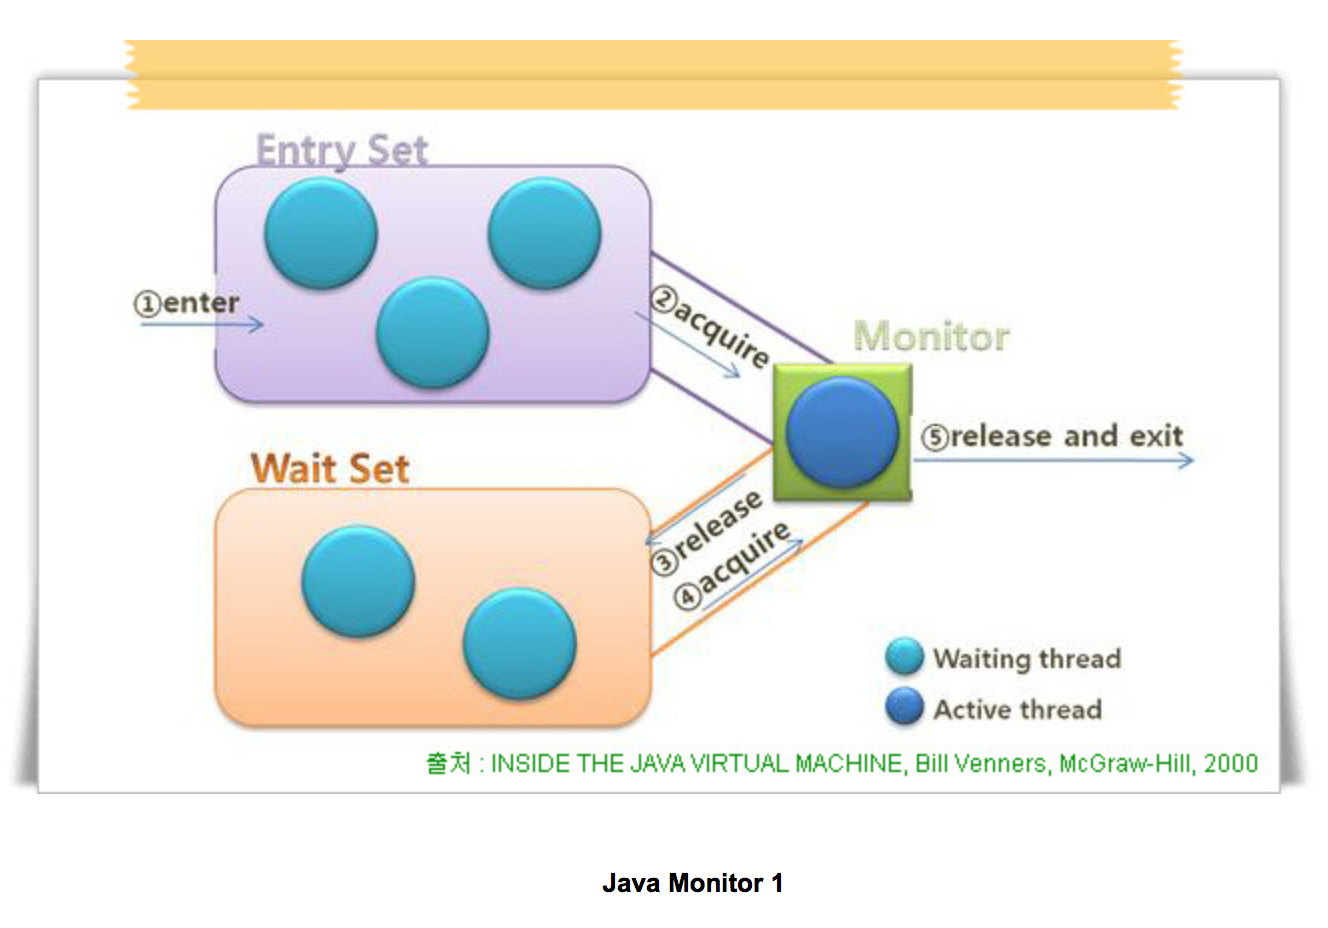 Entry Set
①enter
②acquire
Monitor
⑤release and exit
Wait Set
③release
④acquire
Waiting thread
Active thread
출처 : INSIDE THE JAVA VIRTUAL MACHINE, Bill Venners, McGraw-Hill, 2000
Java Monitor 1